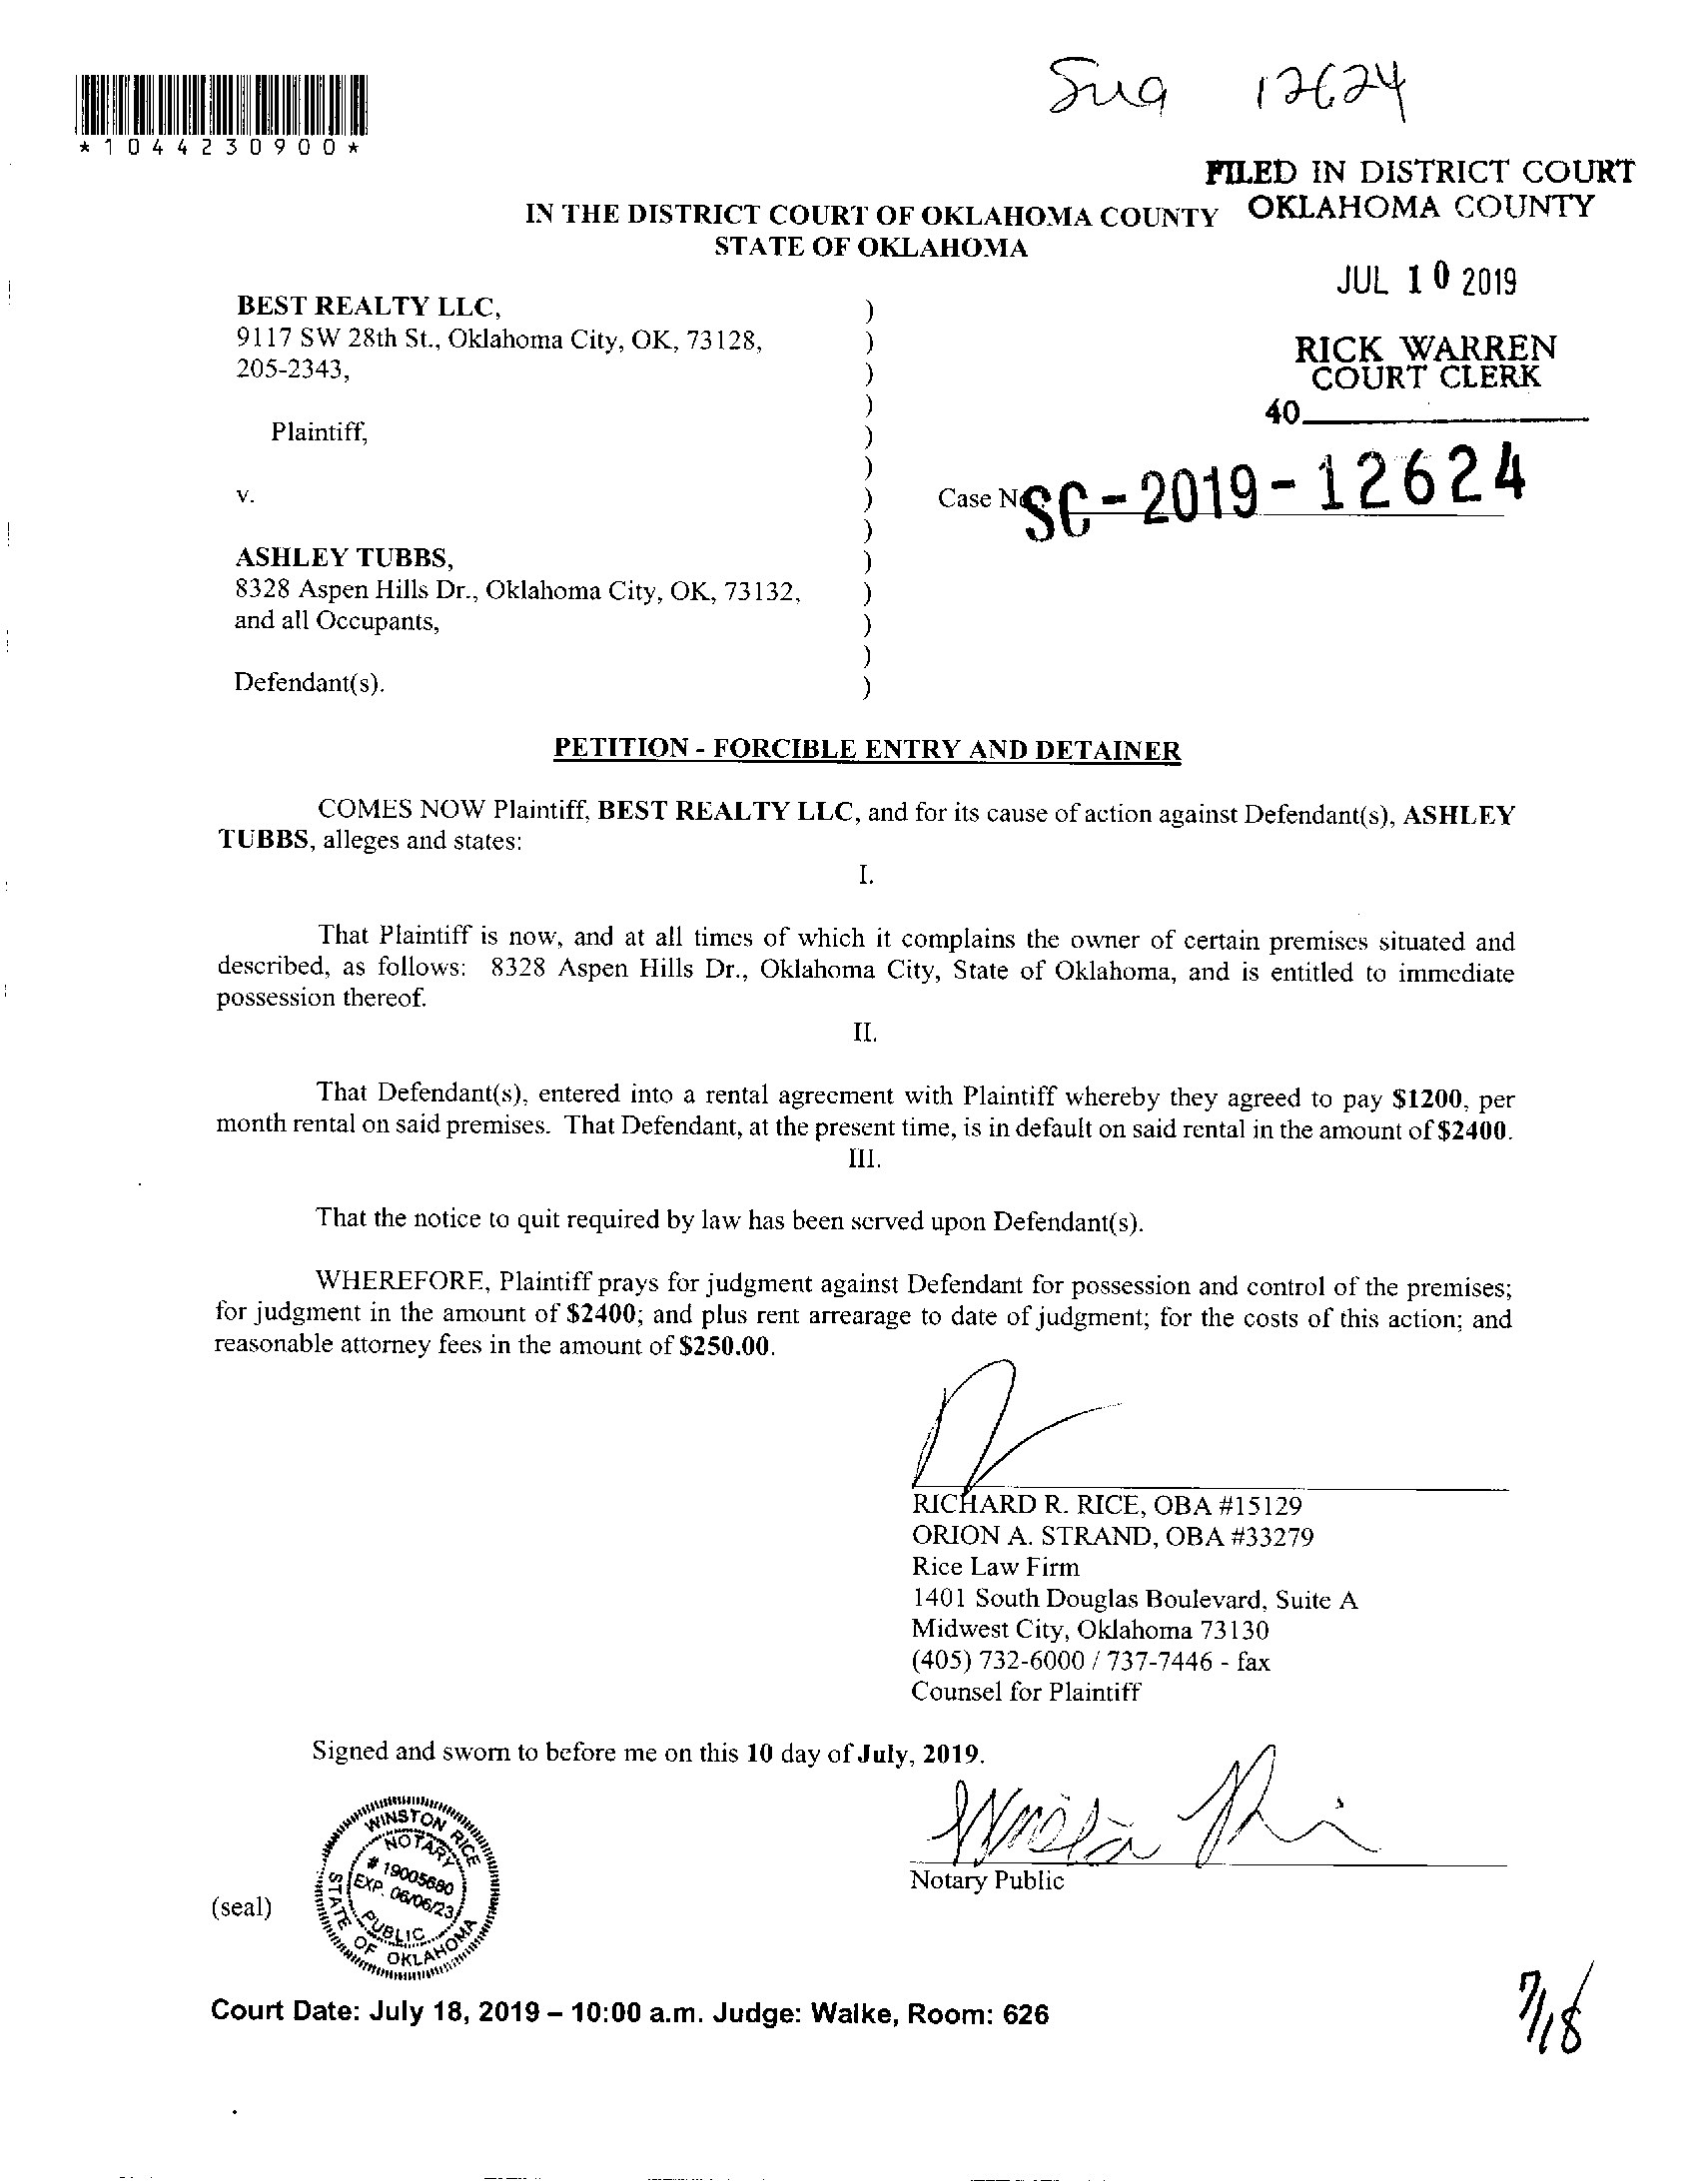 Sua 12624
*1044230900*
FILED IN DISTRICT COURT
OKLAHOMA COUNTY
IN THE DISTRICT COURT OF OKLAHOMA COUNTY
STATE OF OKLAHOMA
JUL 10 2019
RICK WARREN
COURT CLERK
40
BEST REALTY LLC, )
9117 SW 28th St., Oklahoma City, OK, 73128, )
205-2343, )
)
Plaintiff, )
)
v. ) Case No. SC-2019-12624
)
ASHLEY TUBBS, )
8328 Aspen Hills Dr., Oklahoma City, OK, 73132, )
and all Occupants, )
)
Defendant(s). )
PETITION - FORCIBLE ENTRY AND DETAINER
COMES NOW Plaintiff, BEST REALTY LLC, and for its cause of action against Defendant(s), ASHLEY
TUBBS, alleges and states:
I.
That Plaintiff is now, and at all times of which it complains the owner of certain premises situated and
described, as follows: 8328 Aspen Hills Dr., Oklahoma City, State of Oklahoma, and is entitled to immediate
possession thereof.
II.
That Defendant(s), entered into a rental agreement with Plaintiff whereby they agreed to pay $1200, per
month rental on said premises. That Defendant, at the present time, is in default on said rental in the amount of $2400.
III.
That the notice to quit required by law has been served upon Defendant(s).
WHEREFORE, Plaintiff prays for judgment against Defendant for possession and control of the premises;
for judgment in the amount of $2400; and plus rent arrearage to date of judgment; for the costs of this action; and
reasonable attorney fees in the amount of $250.00.
RICHARD R. RICE, OBA #15129
ORION A. STRAND, OBA #33279
Rice Law Firm
1401 South Douglas Boulevard, Suite A
Midwest City, Oklahoma 73130
(405) 732-6000 / 737-7446 - fax
Counsel for Plaintiff
Signed and sworn to before me on this 10 day of July, 2019.
Notary Public
(seal)
WINSTON RICE
NOTARY
# 19005680
EXP. 06/06/23
PUBLIC
STATE OF OKLAHOMA
Court Date: July 18, 2019 – 10:00 a.m. Judge: Walke, Room: 626
7/18